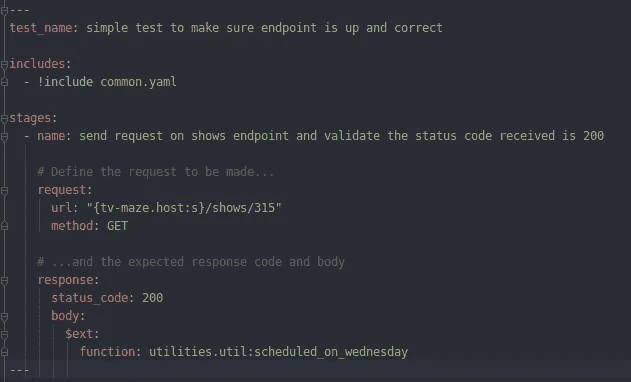 ---
test_name: simple test to make sure endpoint is up and correct
includes:
  - !include common.yaml
stages:
  - name: send request on shows endpoint and validate the status code received is 200
    # Define the request to be made...
    request:
      url: "{tv-maze.host:s}/shows/315"
      method: GET
    # ...and the expected response code and body
    response:
      status_code: 200
      body:
        $ext:
          function: utilities.util:scheduled_on_wednesday
---